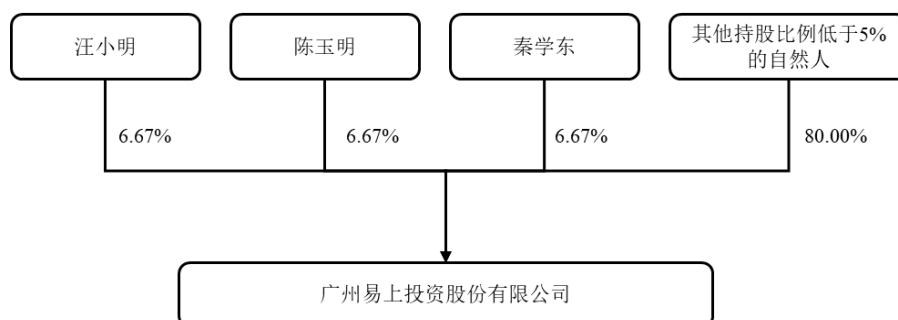 汪小明
陈玉明
秦学东
其他持股比例低于5%
的自然人
6.67%
6.67%
6.67%
80.00%
广州易上投资股份有限公司